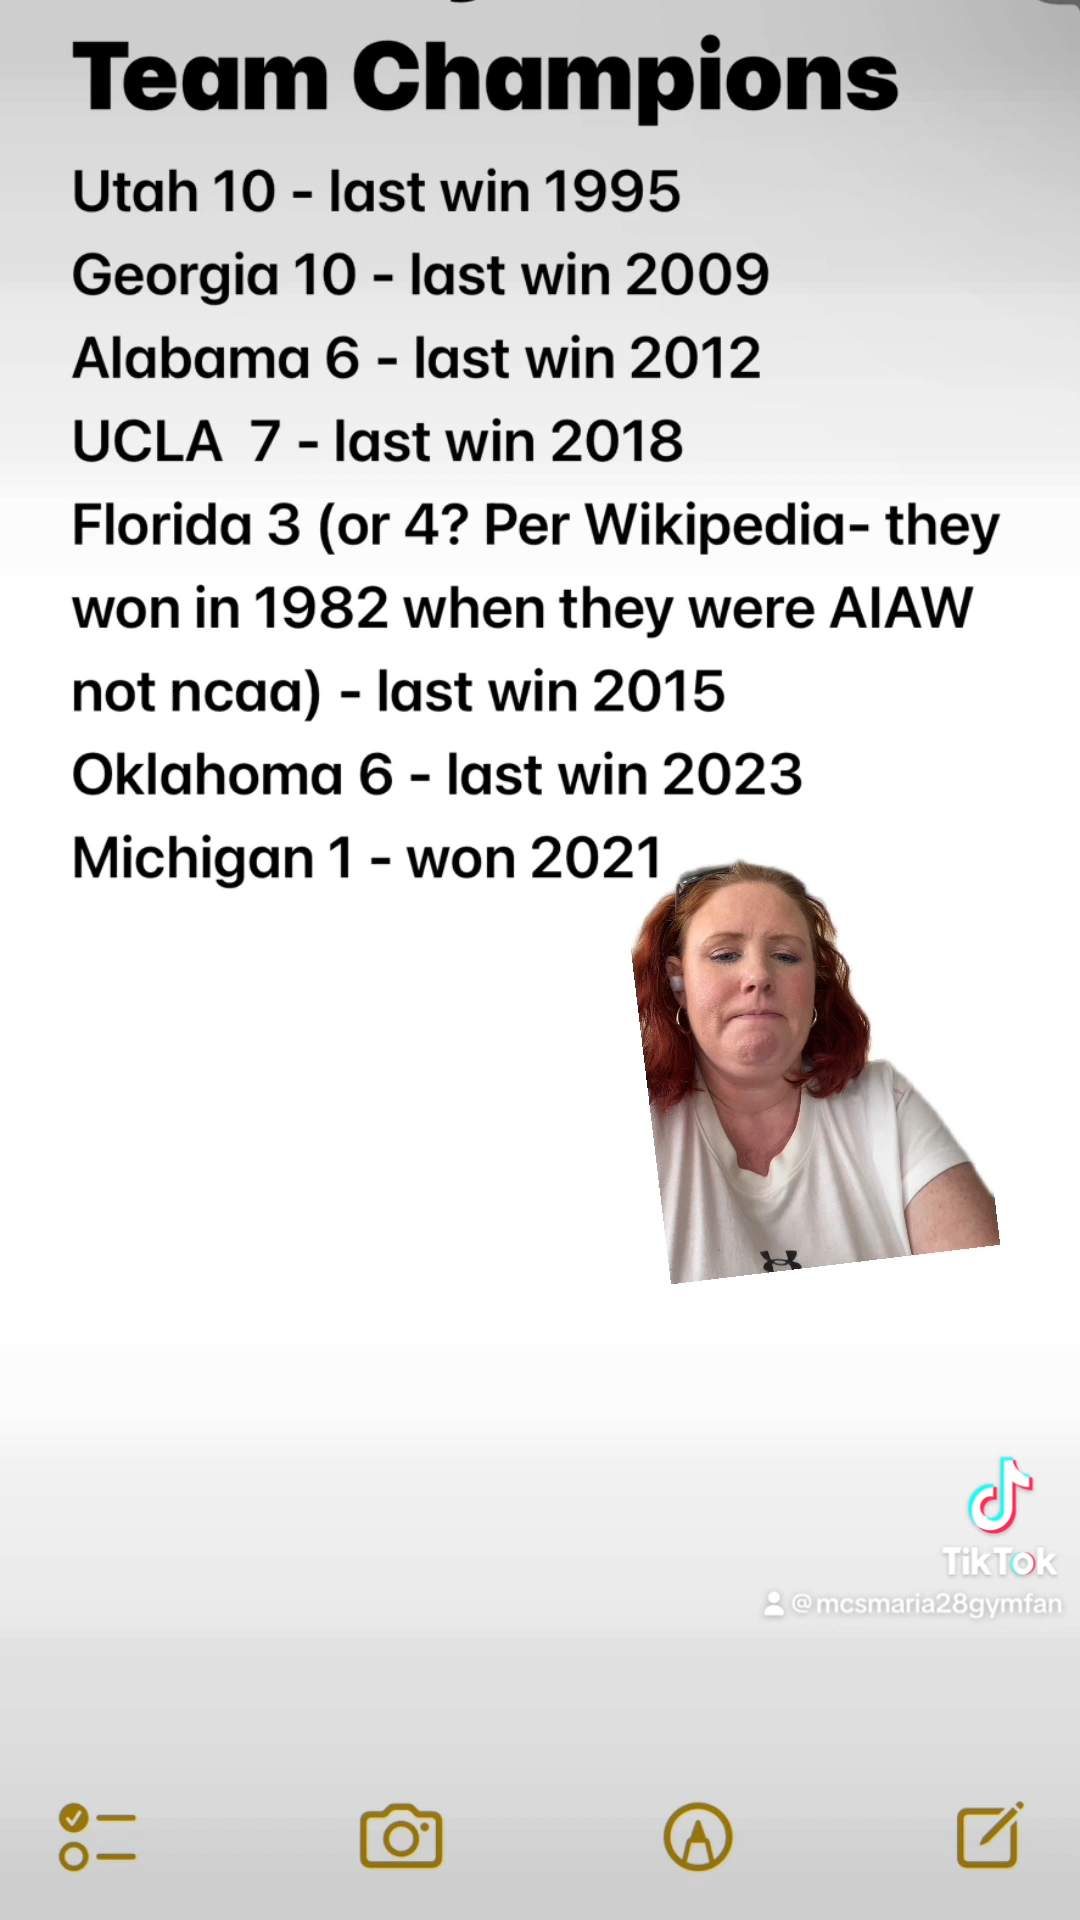 Team Champions
Utah 10 - last win 1995
Georgia 10 - last win 2009
Alabama 6 - last win 2012
UCLA  7 - last win 2018
Florida 3 (or 4? Per Wikipedia- they
won in 1982 when they were AIAW
not ncaa) - last win 2015
Oklahoma 6 - last win 2023
Michigan 1 - won 2021
TikTok
@mcsmaria28gymfan